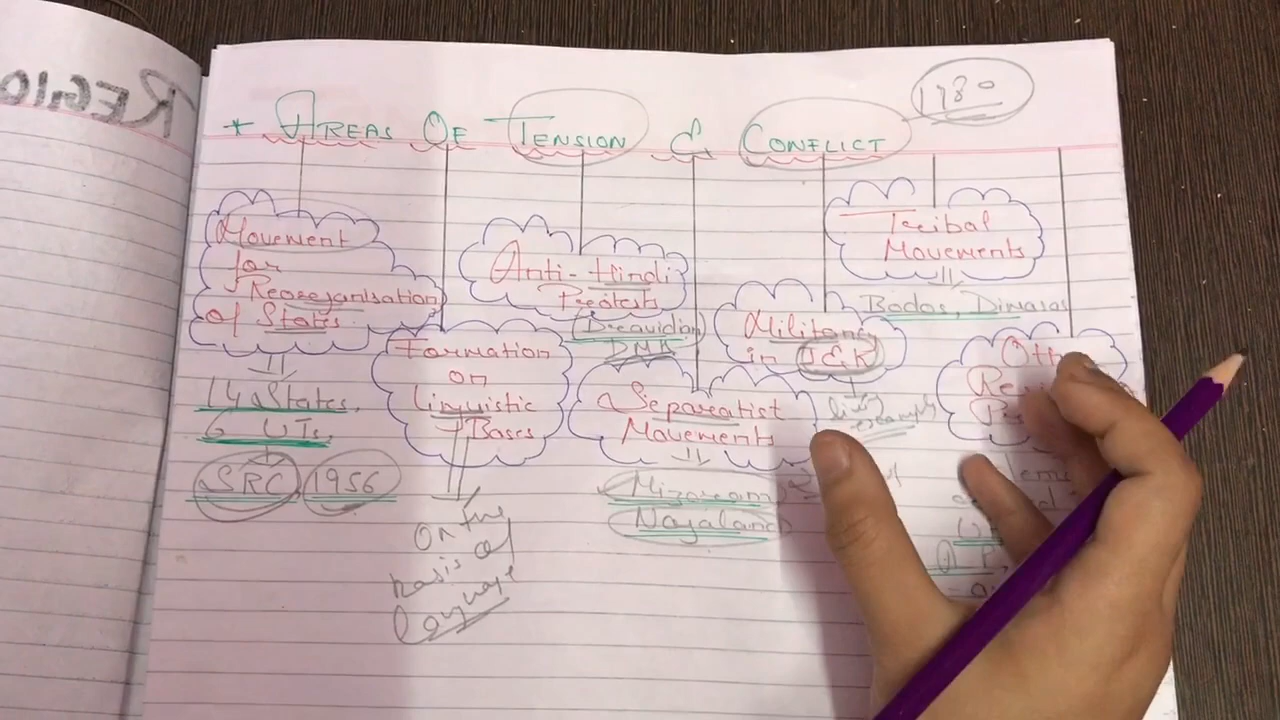 REGIO
1980
* AREAS OF TENSION & CONFLICT
Movement
for
Reorganisation
of States
14 States,
6 UTs
SRC, 1956
Formation
on
linguistic
Bases
On the
basis of
language
Anti-Hindi
Protests
(Dravidian)
DMK
Separatist
Movements
Mizoram,
Nagaland
Militancy
in J&K
living
example
Tribal
Movements
Bodos, Dimasas